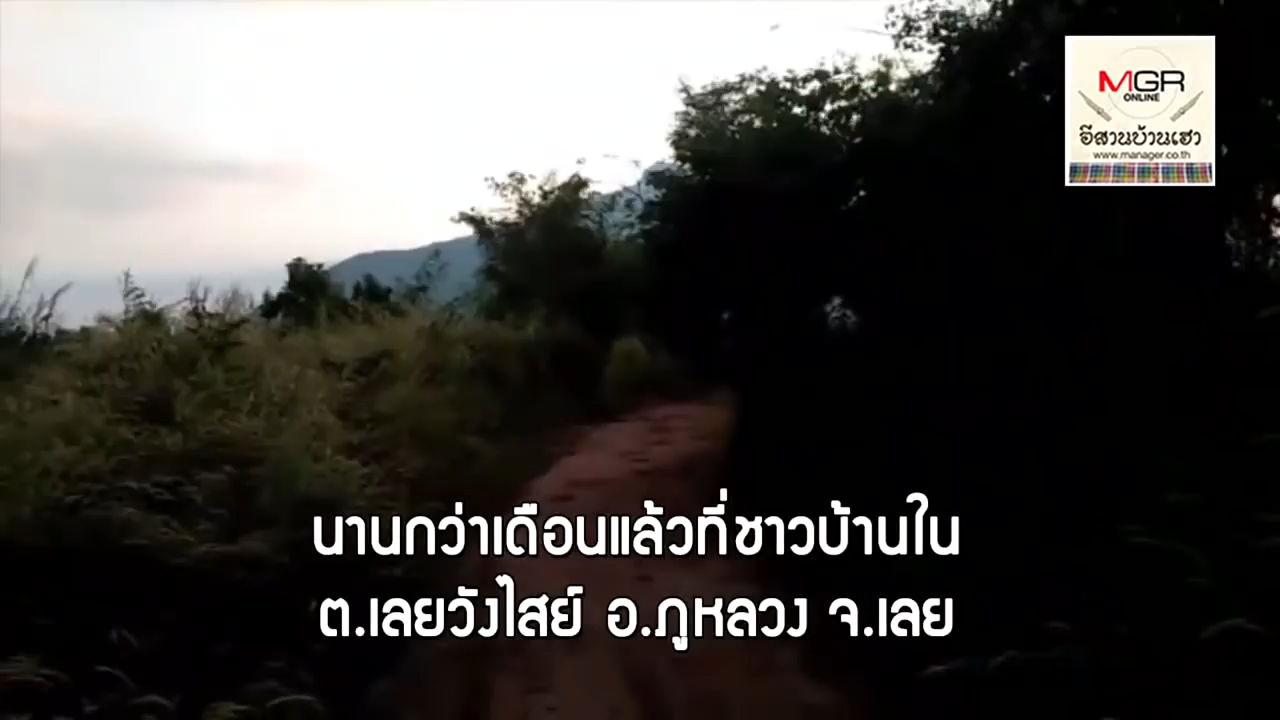 MGR
ONLINE
อีสานบ้านเฮา
www.manager.co.th
นานกว่าเดือนแล้วที่ชาวบ้านใน
ต.เลยวังไสย์ อ.ภูหลวง จ.เลย